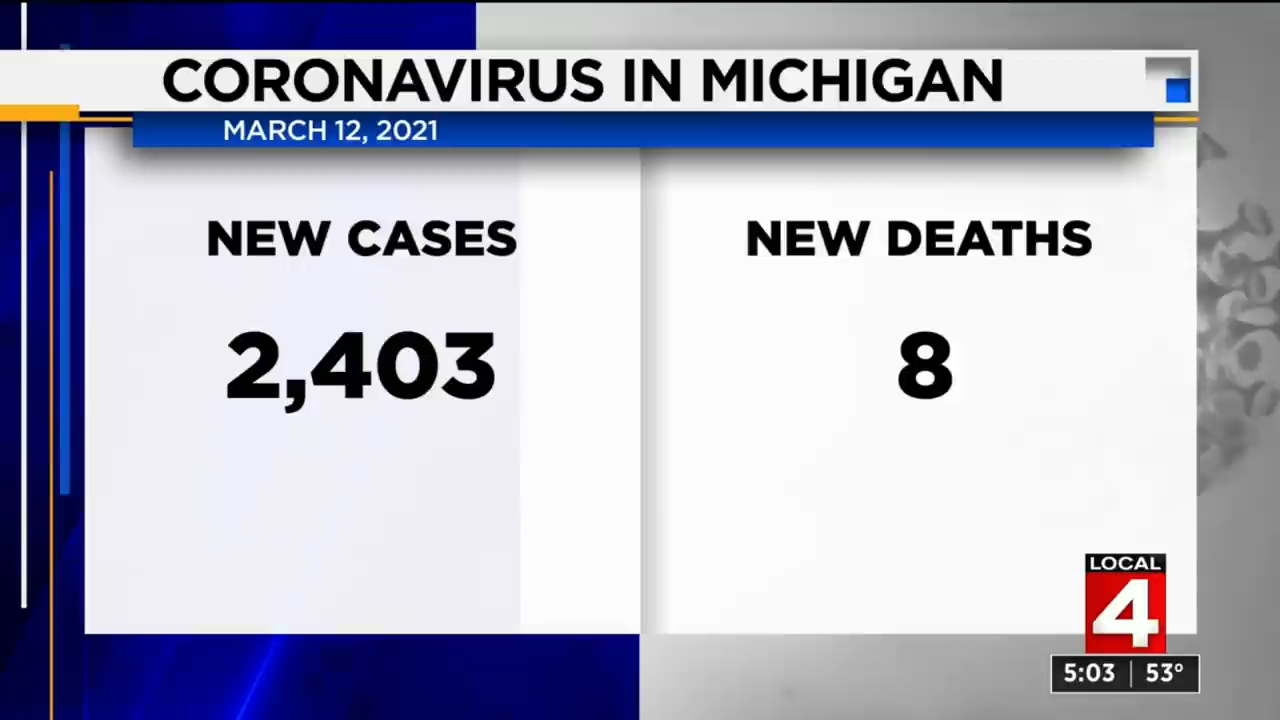 CORONAVIRUS IN MICHIGAN
MARCH 12, 2021
NEW CASES
2,403
NEW DEATHS
8
LOCAL
4
5:03 | 53°